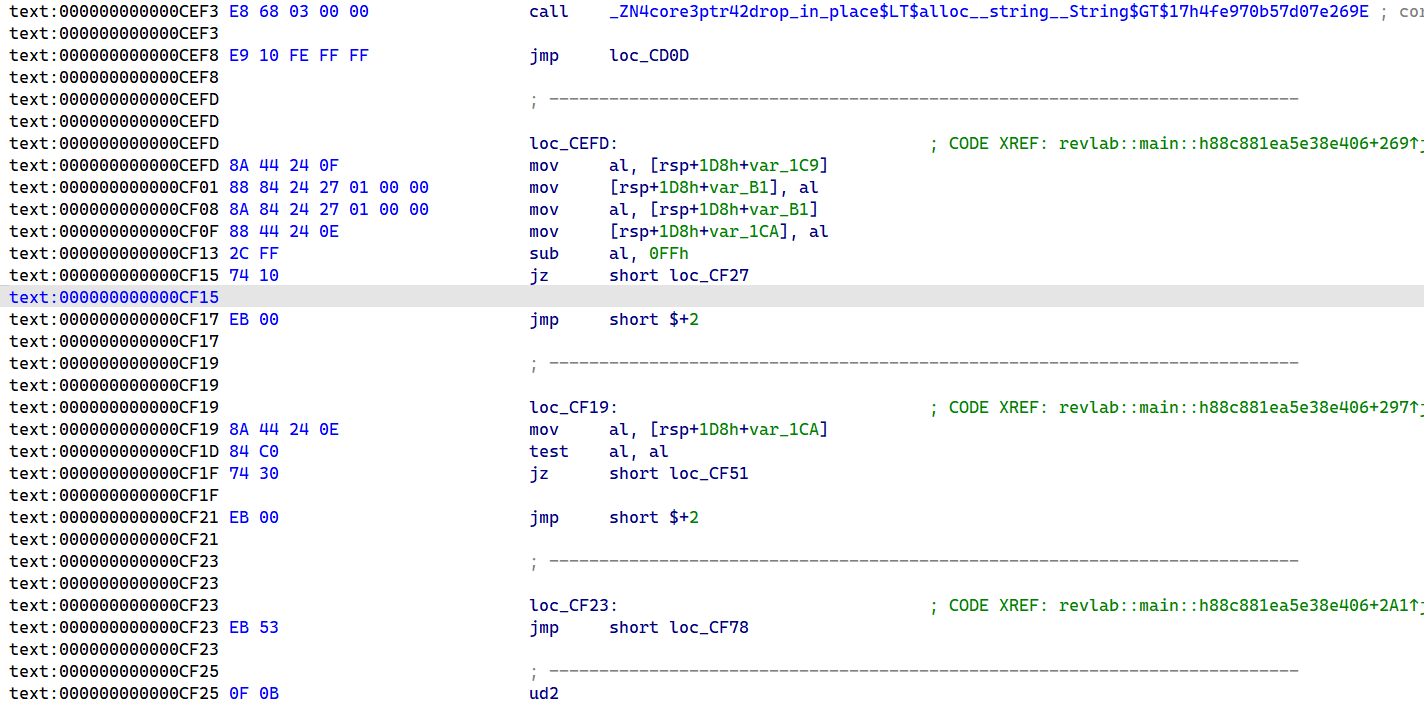 text:000000000000CEF3 E8 68 03 00 00 call _ZN4core3ptr42drop_in_place$LT$alloc__string__String$GT$17h4fe970b57d07e269E ; cor
text:000000000000CEF3
text:000000000000CEF8 E9 10 FE FF FF jmp loc_CD0D
text:000000000000CEF8
text:000000000000CEFD ; ---------------------------------------------------------------------------
text:000000000000CEFD
text:000000000000CEFD loc_CEFD: ; CODE XREF: revlab::main::h88c881ea5e38e406+269↑j
text:000000000000CEFD 8A 44 24 0F mov al, [rsp+1D8h+var_1C9]
text:000000000000CF01 88 84 24 27 01 00 00 mov [rsp+1D8h+var_B1], al
text:000000000000CF08 8A 84 24 27 01 00 00 mov al, [rsp+1D8h+var_B1]
text:000000000000CF0F 88 44 24 0E mov [rsp+1D8h+var_1CA], al
text:000000000000CF13 2C FF sub al, 0FFh
text:000000000000CF15 74 10 jz short loc_CF27
text:000000000000CF15
text:000000000000CF17 EB 00 jmp short $+2
text:000000000000CF17
text:000000000000CF19 ; ---------------------------------------------------------------------------
text:000000000000CF19
text:000000000000CF19 loc_CF19: ; CODE XREF: revlab::main::h88c881ea5e38e406+297↑j
text:000000000000CF19 8A 44 24 0E mov al, [rsp+1D8h+var_1CA]
text:000000000000CF1D 84 C0 test al, al
text:000000000000CF1F 74 30 jz short loc_CF51
text:000000000000CF1F
text:000000000000CF21 EB 00 jmp short $+2
text:000000000000CF21
text:000000000000CF23 ; ---------------------------------------------------------------------------
text:000000000000CF23
text:000000000000CF23 loc_CF23: ; CODE XREF: revlab::main::h88c881ea5e38e406+2A1↑j
text:000000000000CF23 EB 53 jmp short loc_CF78
text:000000000000CF23
text:000000000000CF25 ; ---------------------------------------------------------------------------
text:000000000000CF25 0F 0B ud2